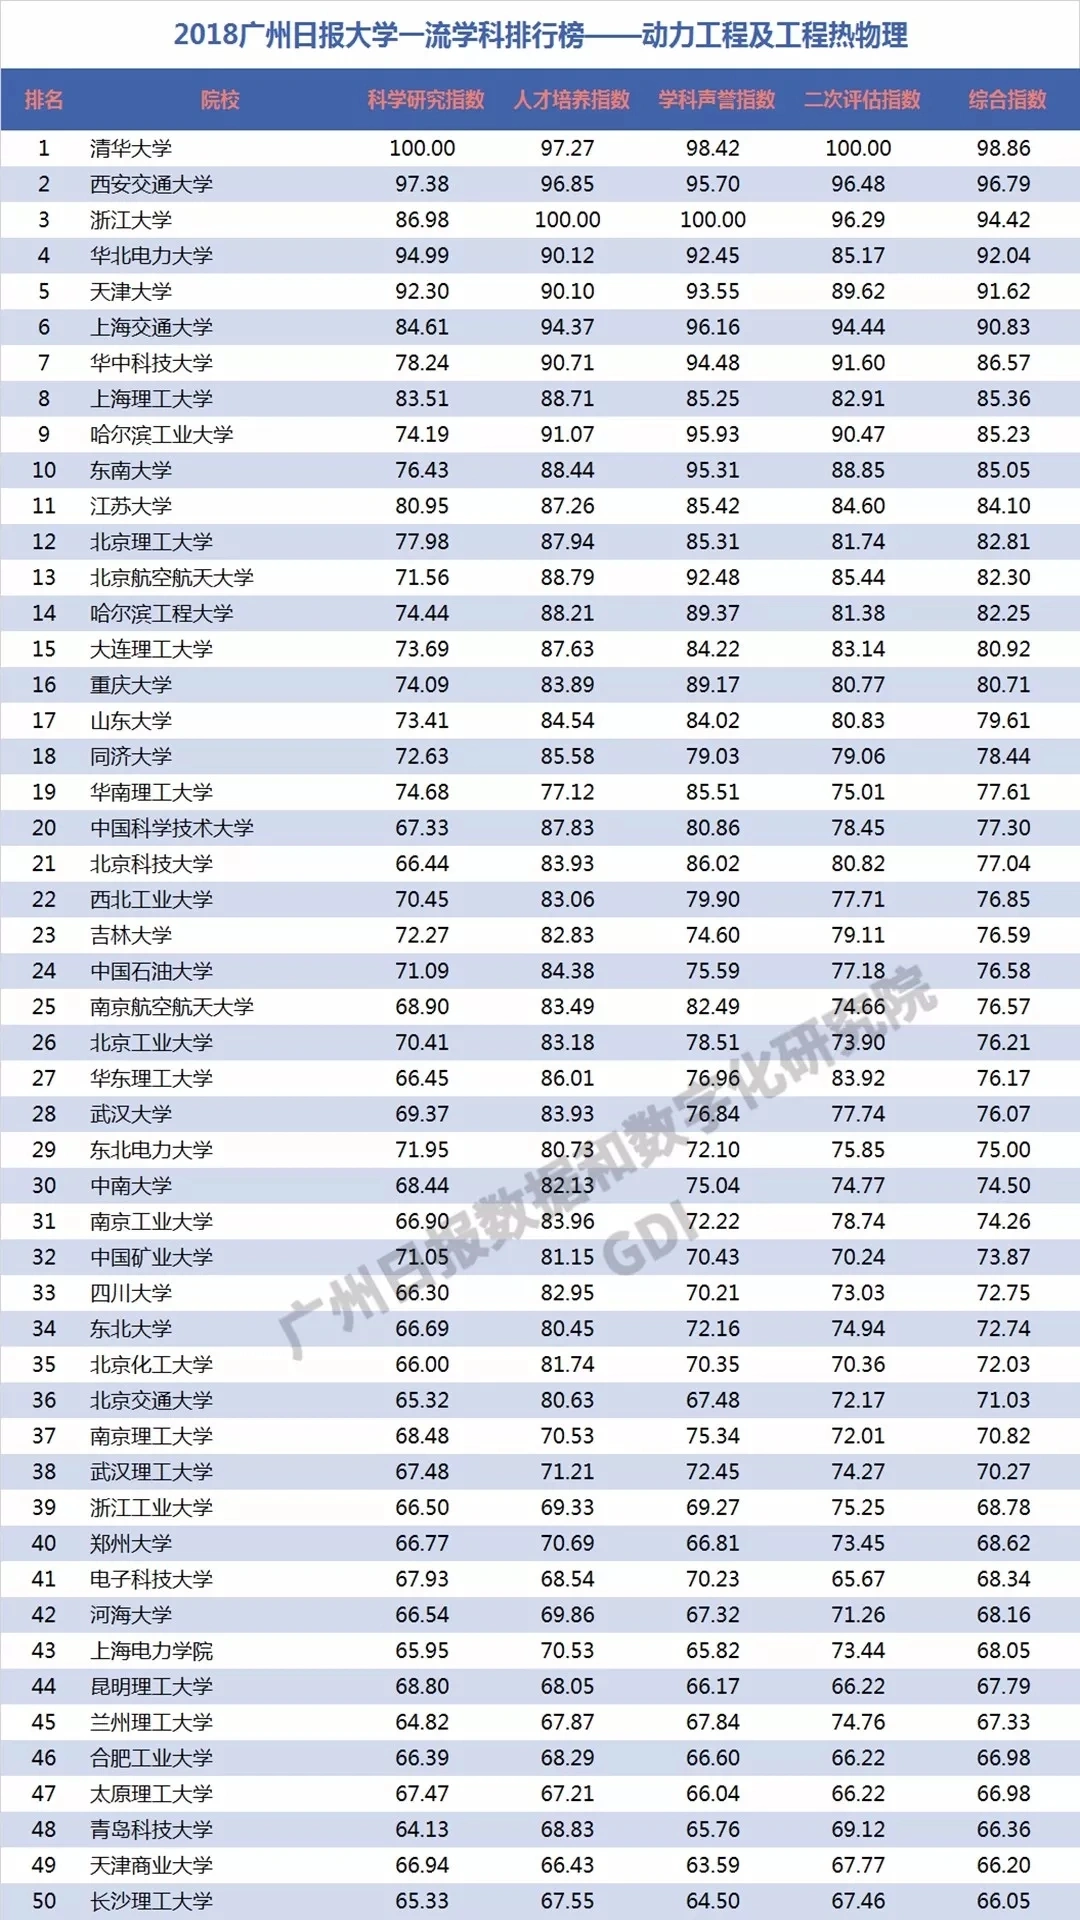 2018广州日报大学一流学科排行榜——动力工程及工程热物理
排名 院校 科学研究指数 人才培养指数 学科声誉指数 二次评估指数 综合指数
1 清华大学 100.00 97.27 98.42 100.00 98.86
2 西安交通大学 97.38 96.85 95.70 96.48 96.79
3 浙江大学 86.98 100.00 100.00 96.29 94.42
4 华北电力大学 94.99 90.12 92.45 85.17 92.04
5 天津大学 92.30 90.10 93.55 89.62 91.62
6 上海交通大学 84.61 94.37 96.16 94.44 90.83
7 华中科技大学 78.24 90.71 94.48 91.60 86.57
8 上海理工大学 83.51 88.71 85.25 82.91 85.36
9 哈尔滨工业大学 74.19 91.07 95.93 90.47 85.23
10 东南大学 76.43 88.44 95.31 88.85 85.05
11 江苏大学 80.95 87.26 85.42 84.60 84.10
12 北京理工大学 77.98 87.94 85.31 81.74 82.81
13 北京航空航天大学 71.56 88.79 92.48 85.44 82.30
14 哈尔滨工程大学 74.44 88.21 89.37 81.38 82.25
15 大连理工大学 73.69 87.63 84.22 83.14 80.92
16 重庆大学 74.09 83.89 89.17 80.77 80.71
17 山东大学 73.41 84.54 84.02 80.83 79.61
18 同济大学 72.63 85.58 79.03 79.06 78.44
19 华南理工大学 74.68 77.12 85.51 75.01 77.61
20 中国科学技术大学 67.33 87.83 80.86 78.45 77.30
21 北京科技大学 66.44 83.93 86.02 80.82 77.04
22 西北工业大学 70.45 83.06 79.90 77.71 76.85
23 吉林大学 72.27 82.83 74.60 79.11 76.59
24 中国石油大学 71.09 84.38 75.59 77.18 76.58
25 南京航空航天大学 68.90 83.49 82.49 74.66 76.57
26 北京工业大学 70.41 83.18 78.51 73.90 76.21
27 华东理工大学 66.45 86.01 76.96 83.92 76.17
28 武汉大学 69.37 83.93 76.84 77.74 76.07
29 东北电力大学 71.95 80.73 72.10 75.85 75.00
30 中南大学 68.44 82.13 75.04 74.77 74.50
31 南京工业大学 66.90 83.96 72.22 78.74 74.26
32 中国矿业大学 71.05 81.15 70.43 70.24 73.87
33 四川大学 66.30 82.95 70.21 73.03 72.75
34 东北大学 66.69 80.45 72.16 74.94 72.74
35 北京化工大学 66.00 81.74 70.35 70.36 72.03
36 北京交通大学 65.32 80.63 67.48 72.17 71.03
37 南京理工大学 68.48 70.53 75.34 72.01 70.82
38 武汉理工大学 67.48 71.21 72.45 74.27 70.27
39 浙江工业大学 66.50 69.33 69.27 75.25 68.78
40 郑州大学 66.77 70.69 66.81 73.45 68.62
41 电子科技大学 67.93 68.54 70.23 65.67 68.34
42 河海大学 66.54 69.86 67.32 71.26 68.16
43 上海电力学院 65.95 70.53 65.82 73.44 68.05
44 昆明理工大学 68.80 68.05 66.17 66.22 67.79
45 兰州理工大学 64.82 67.87 67.84 74.76 67.33
46 合肥工业大学 66.39 68.29 66.60 66.22 66.98
47 太原理工大学 67.47 67.21 66.04 66.22 66.98
48 青岛科技大学 64.13 68.83 65.76 69.12 66.36
49 天津商业大学 66.94 66.43 63.59 67.77 66.20
50 长沙理工大学 65.33 67.55 64.50 67.46 66.05
广州日报数据和数字化研究院
GDI